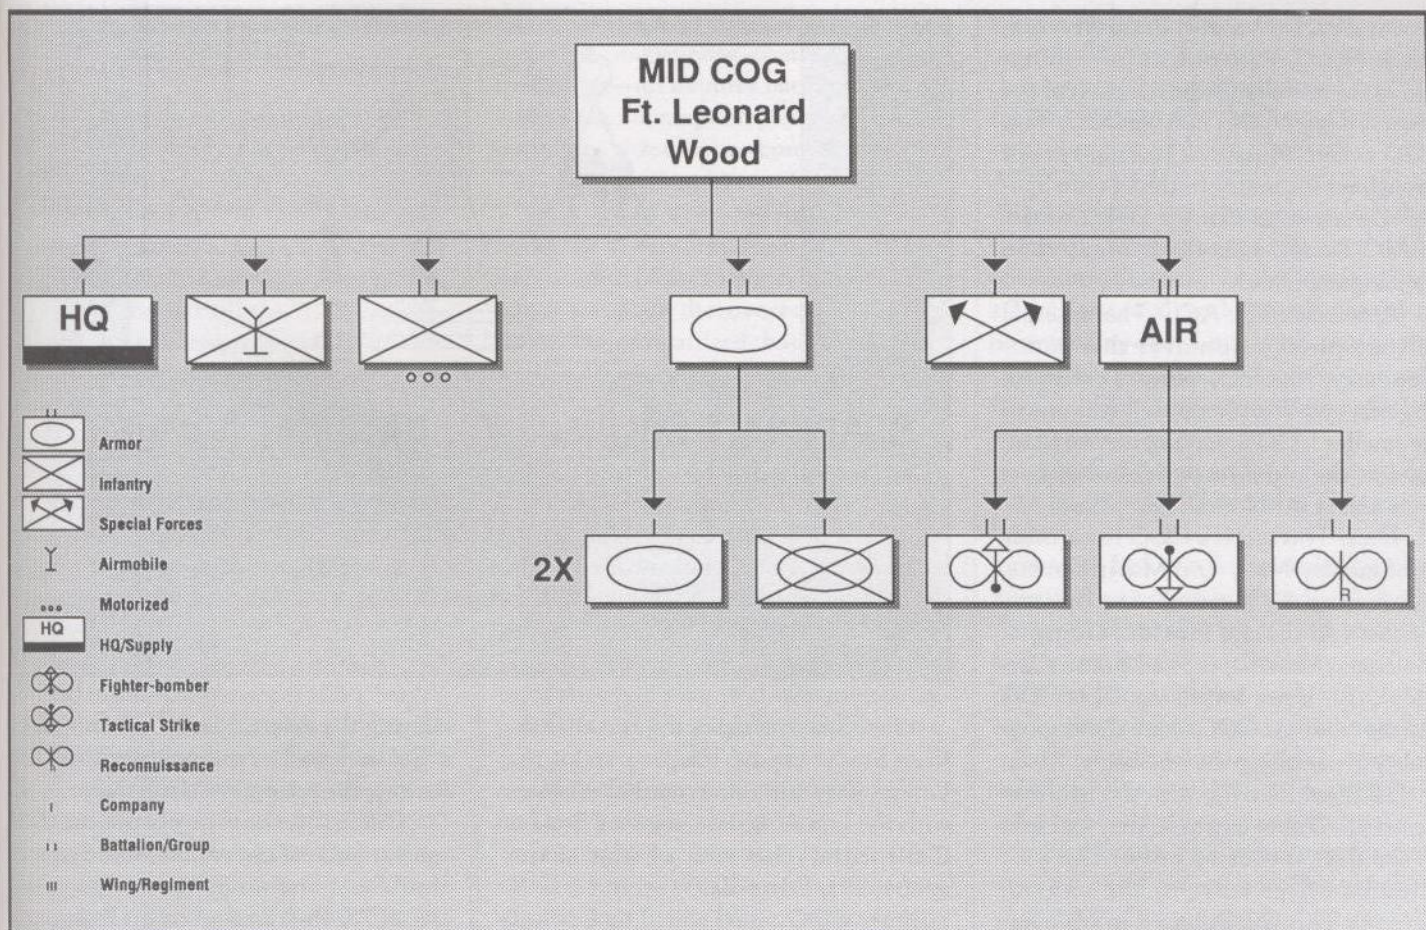 MID COG
Ft. Leonard
Wood
HQ
AIR
Armor
Infantry
Special Forces
Airmobile
Motorized
HQ
HQ/Supply
2X
R
Fighter-bomber
Tactical Strike
R
Reconnuissance
Company
Battalion/Group
Wing/Regiment